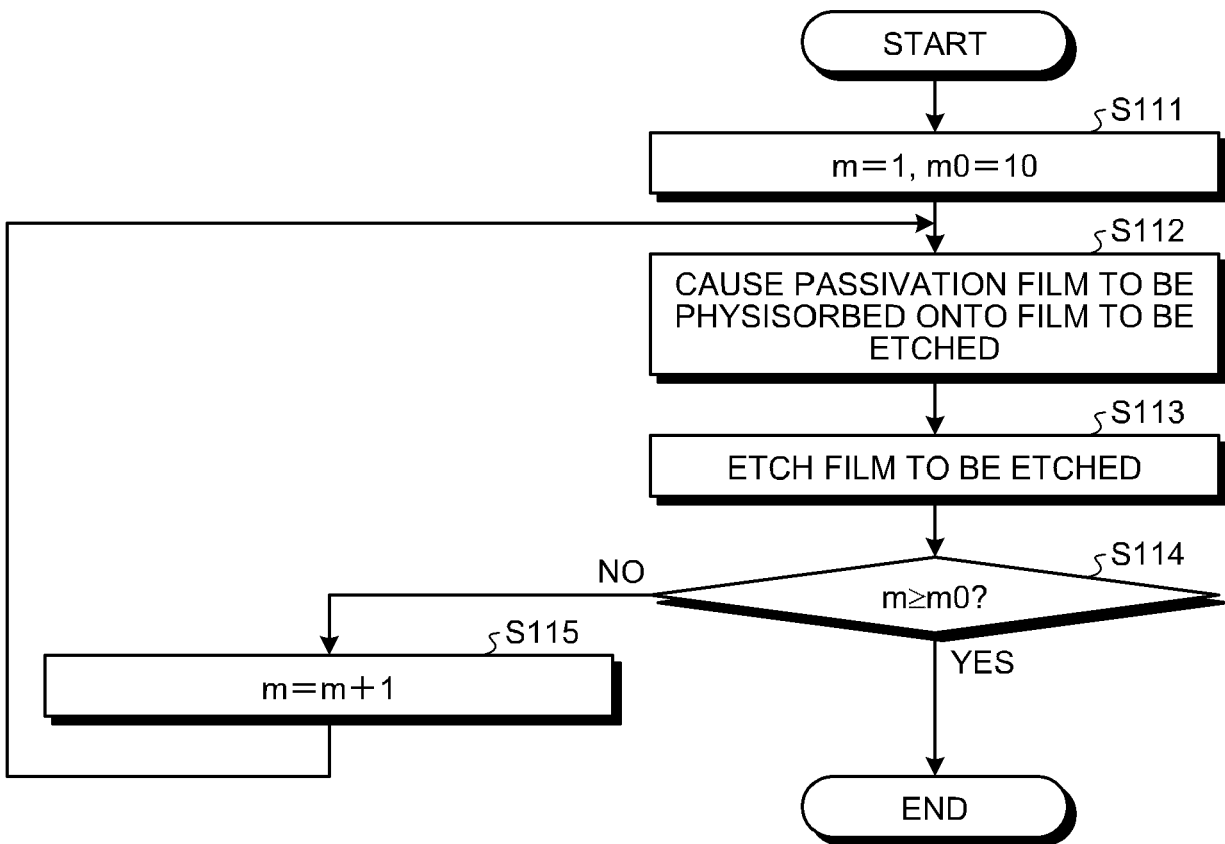 START
S111
m=1, m0=10
S112
CAUSE PASSIVATION FILM TO BE
PHYSISORBED ONTO FILM TO BE
ETCHED
S113
ETCH FILM TO BE ETCHED
S114
NO
m≥m0?
S115
YES
m=m+1
END